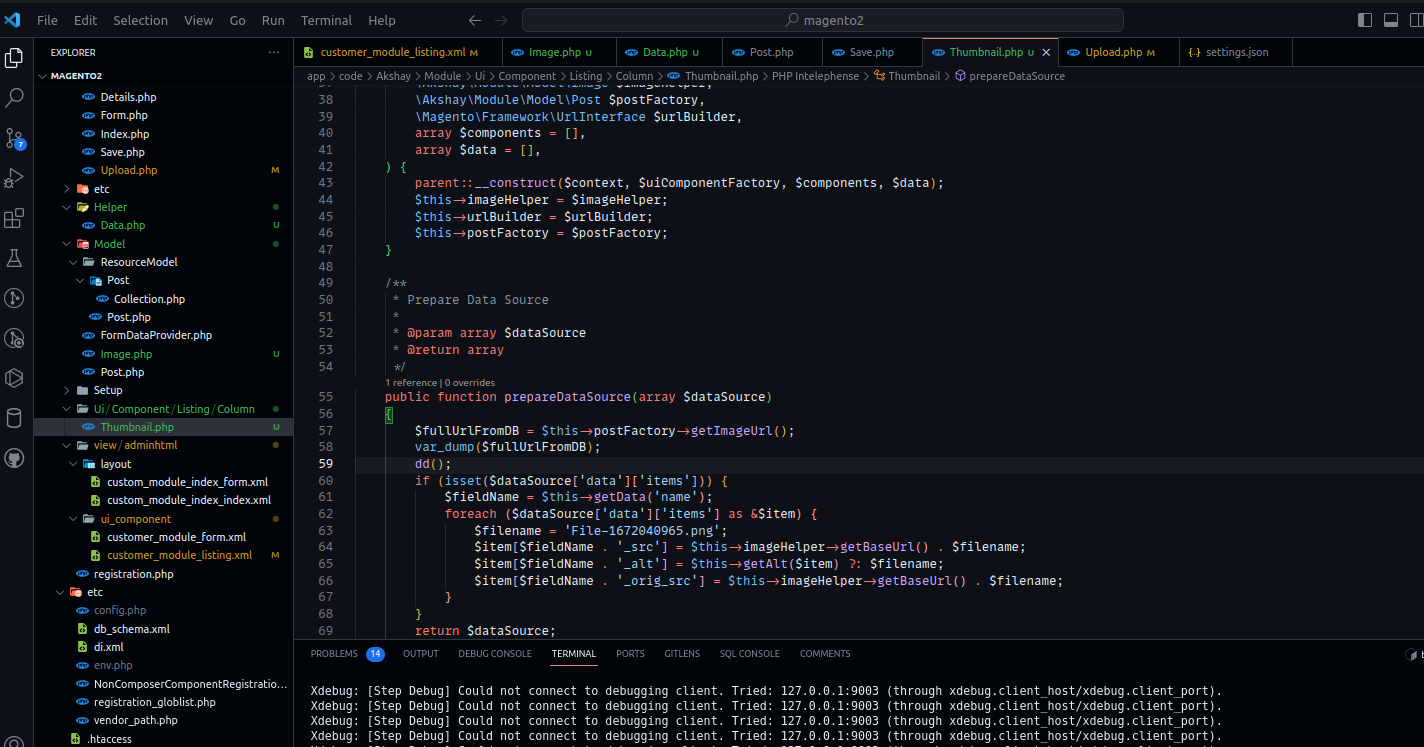 File Edit Selection View Go Run Terminal Help
magento2
EXPLORER ...
MAGENTO2
Details.php
Form.php
Index.php
Save.php
Upload.php M
etc
Helper
Data.php U
Model
ResourceModel
Post
Collection.php
Post.php
FormDataProvider.php
Image.php U
Post.php
Setup
Ui / Component / Listing / Column
Thumbnail.php U
view / adminhtml
layout
custom_module_index_form.xml
custom_module_index_index.xml
ui_component
customer_module_form.xml
customer_module_listing.xml M
registration.php
etc
config.php
db_schema.xml
di.xml
env.php
NonComposerComponentRegistratio...
registration_globlist.php
vendor_path.php
.htaccess
7
customer_module_listing.xml M
Image.php U
Data.php U
Post.php
Save.php
Thumbnail.php U
Upload.php M
settings.json
app > code > Akshay > Module > Ui > Component > Listing > Column > Thumbnail.php > PHP Intelephense > Thumbnail > prepareDataSource
37 \Akshay\Module\Model\Image $imageHelper,
38 \Akshay\Module\Model\Post $postFactory,
39 \Magento\Framework\UrlInterface $urlBuilder,
40 array $components = [],
41 array $data = [],
42 ) {
43 parent::__construct($context, $uiComponentFactory, $components, $data);
44 $this->imageHelper = $imageHelper;
45 $this->urlBuilder = $urlBuilder;
46 $this->postFactory = $postFactory;
47 }
48
49 /**
50 * Prepare Data Source
51 *
52 * @param array $dataSource
53 * @return array
54 */
1 reference | 0 overrides
55 public function prepareDataSource(array $dataSource)
56 {
57 $fullUrlFromDB = $this->postFactory->getImageUrl();
58 var_dump($fullUrlFromDB);
59 dd();
60 if (isset($dataSource['data']['items'])) {
61 $fieldName = $this->getData('name');
62 foreach ($dataSource['data']['items'] as &$item) {
63 $filename = 'File-1672040965.png';
64 $item[$fieldName . '_src'] = $this->imageHelper->getBaseUrl() . $filename;
65 $item[$fieldName . '_alt'] = $this->getAlt($item) ?: $filename;
66 $item[$fieldName . '_orig_src'] = $this->imageHelper->getBaseUrl() . $filename;
67 }
68 }
69 return $dataSource;
PROBLEMS 14 OUTPUT DEBUG CONSOLE TERMINAL PORTS GITLENS SQL CONSOLE COMMENTS
Xdebug: [Step Debug] Could not connect to debugging client. Tried: 127.0.0.1:9003 (through xdebug.client_host/xdebug.client_port).
Xdebug: [Step Debug] Could not connect to debugging client. Tried: 127.0.0.1:9003 (through xdebug.client_host/xdebug.client_port).
Xdebug: [Step Debug] Could not connect to debugging client. Tried: 127.0.0.1:9003 (through xdebug.client_host/xdebug.client_port).
Xdebug: [Step Debug] Could not connect to debugging client. Tried: 127.0.0.1:9003 (through xdebug.client_host/xdebug.client_port).